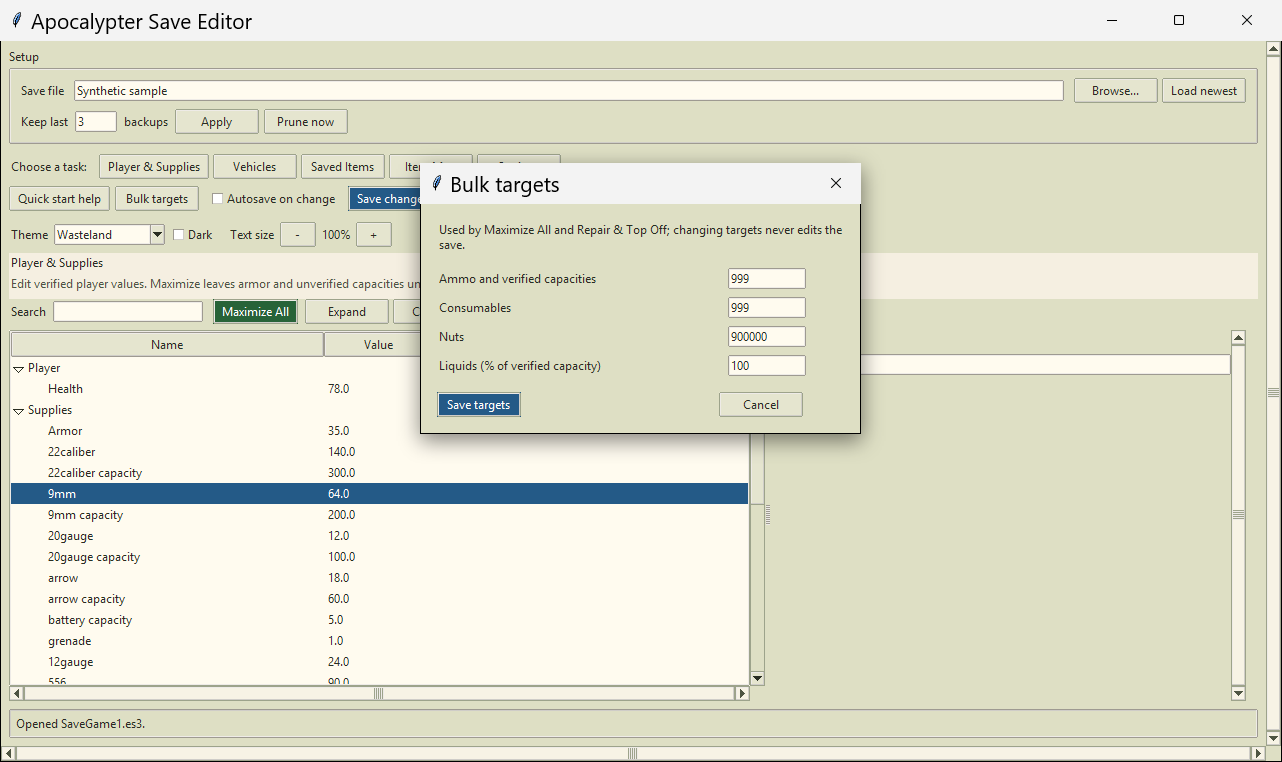 Apocalypter Save Editor
Setup
Save file Synthetic sample Browse... Load newest
Keep last 3 backups Apply Prune now
Choose a task: Player & Supplies Vehicles Saved Items
Quick start help Bulk targets Autosave on change Save
Theme Wasteland Dark Text size - 100% +
Player & Supplies
Edit verified player values. Maximize leaves armor and unverified capacities
Search Maximize All Expand
Name Value
Player
Health 78.0
Supplies
Armor 35.0
22caliber 140.0
22caliber capacity 300.0
9mm 64.0
9mm capacity 200.0
20gauge 12.0
20gauge capacity 100.0
arrow 18.0
arrow capacity 60.0
battery capacity 5.0
grenade 1.0
12gauge 24.0
556 90.0
Opened SaveGame1.es3.
Bulk targets
Used by Maximize All and Repair & Top Off; changing targets never edits the
save.
Ammo and verified capacities 999
Consumables 999
Nuts 900000
Liquids (% of verified capacity) 100
Save targets Cancel